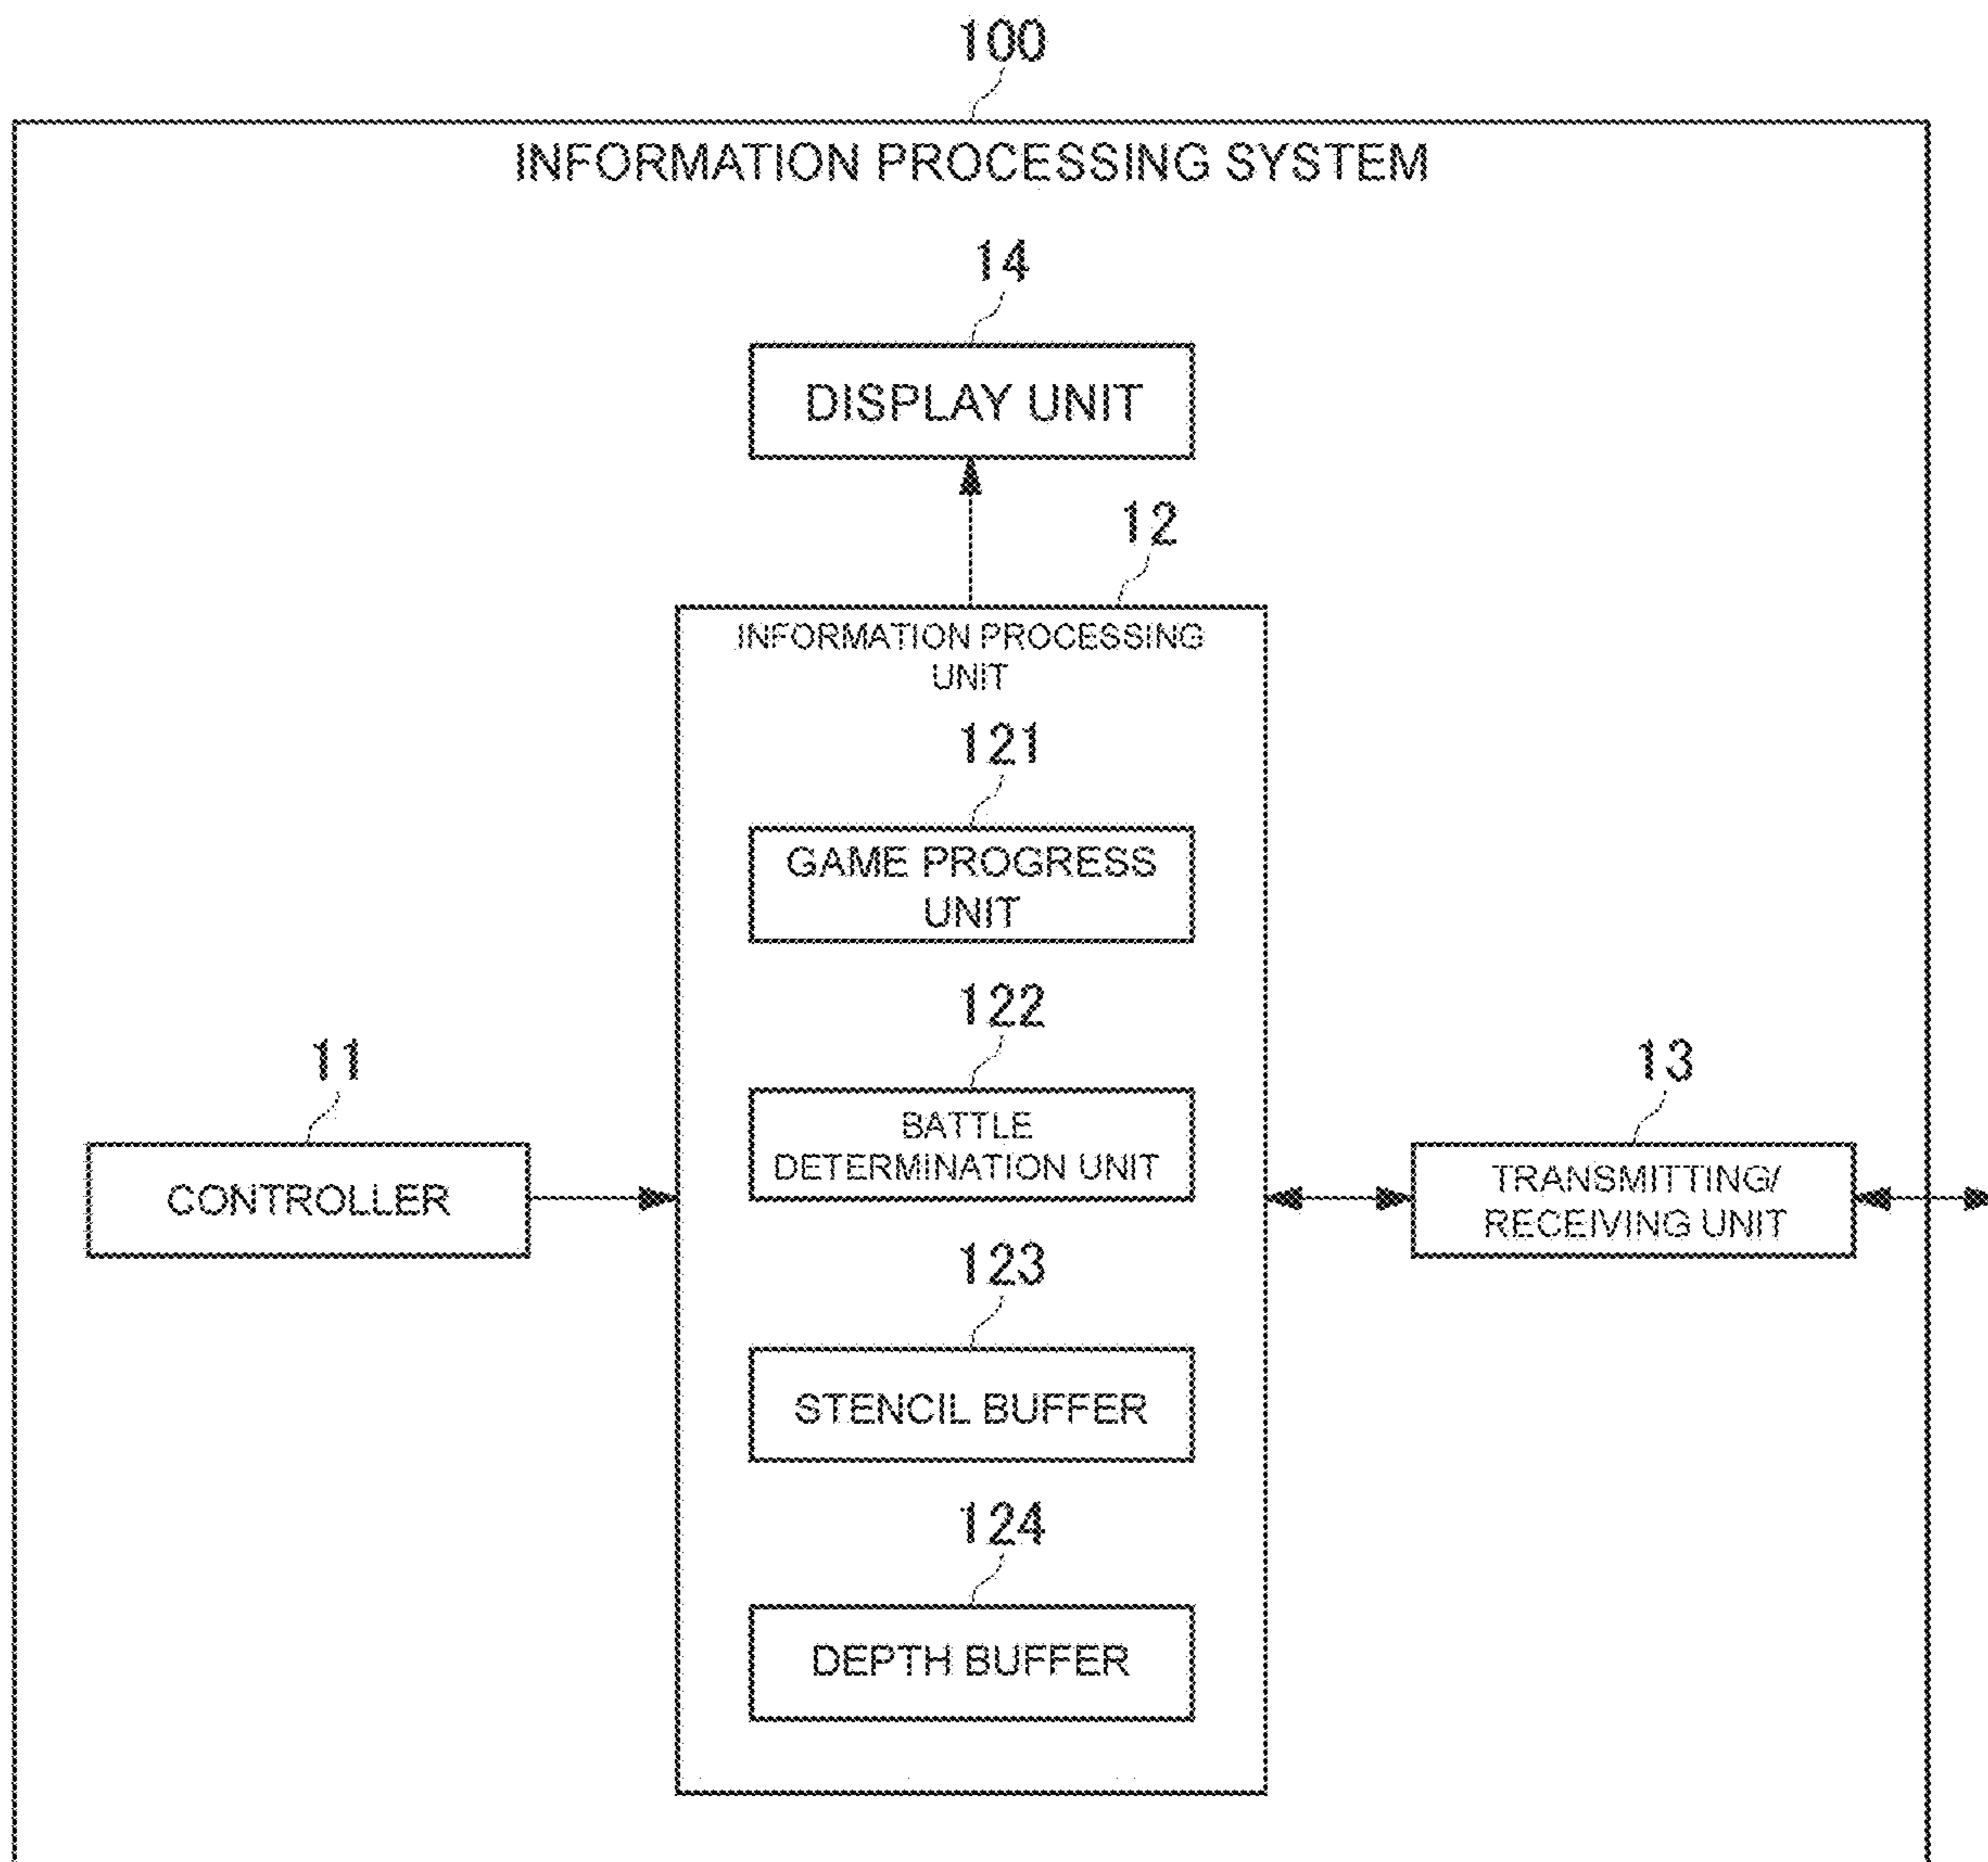 100
INFORMATION PROCESSING SYSTEM
14
DISPLAY UNIT
12
INFORMATION PROCESSING
UNIT
121
GAME PROGRESS
UNIT
122
BATTLE
DETERMINATION UNIT
11
CONTROLLER
13
TRANSMITTING/
RECEIVING UNIT
123
STENCIL BUFFER
124
DEPTH BUFFER